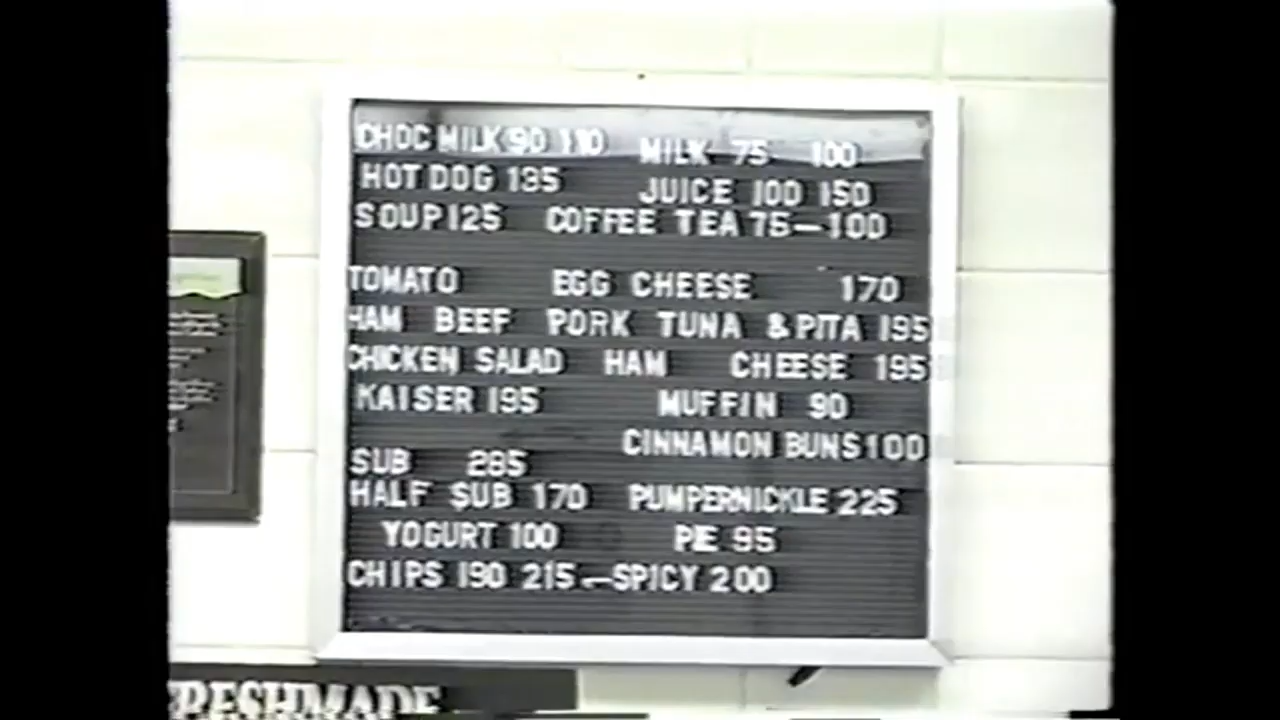 CHOC MILK 90 110 MILK 75 100
HOT DOG 135 JUICE 100 150
SOUP 125 COFFEE TEA 75-100
TOMATO EGG CHEESE 170
HAM BEEF PORK TUNA & PITA 195
CHICKEN SALAD HAM CHEESE 195
KAISER 195 MUFFIN 90
CINNAMON BUNS 100
SUB 285
HALF SUB 170 PUMPERNICKLE 225
YOGURT 100 PIE 95
CHIPS 190 215-SPICY 200
FRESHMADE